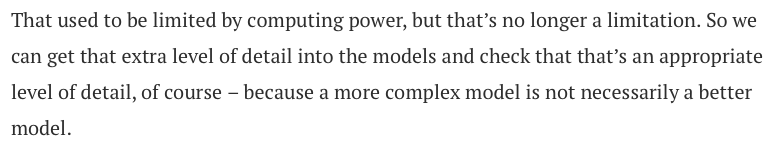 That used to be limited by computing power, but that’s no longer a limitation. So we
can get that extra level of detail into the models and check that that’s an appropriate
level of detail, of course – because a more complex model is not necessarily a better
model.